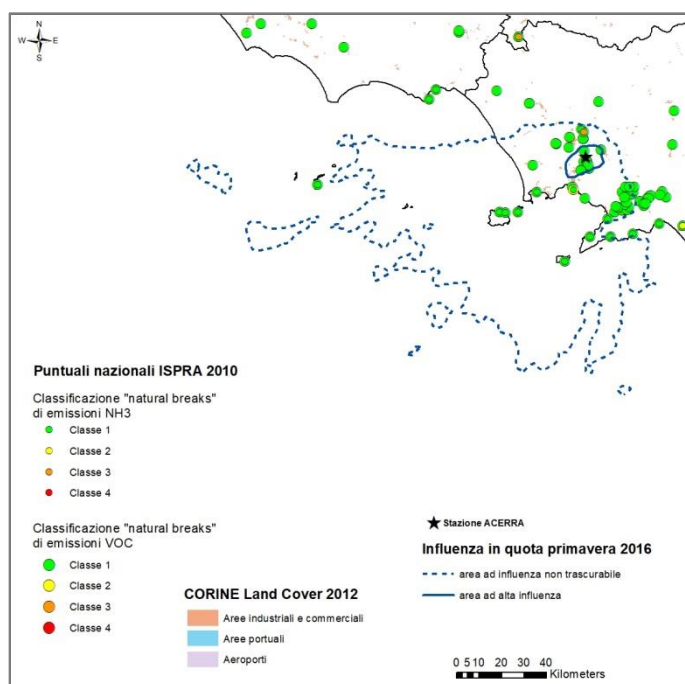 N
W E
S
Puntuali nazionali ISPRA 2010
Classificazione "natural breaks"
di emissioni NH3
Classe 1
Classe 2
Classe 3
Classe 4
Classificazione "natural breaks"
di emissioni VOC
Classe 1
Classe 2
Classe 3
Classe 4
CORINE Land Cover 2012
Aree industriali e commerciali
Aree portuali
Aeroporti
Stazione ACERRA
Influenza in quota primavera 2016
area ad influenza non trascurabile
area ad alta influenza
0 5 10 20 30 40
Kilometers